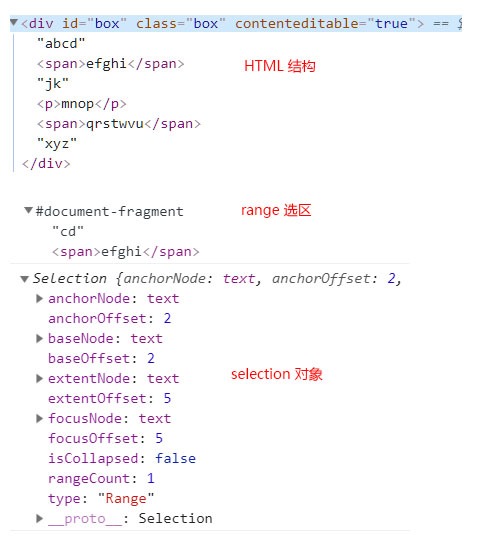 <div id="box" class="box" contenteditable="true"> == $
"abcd"
<span>efghi</span>
HTML 结构
"jk"
<p>mnop</p>
<span>qrstwvu</span>
"xyz"
</div>
#document-fragment
range 选区
"cd"
<span>efghi</span>
Selection {anchorNode: text, anchorOffset: 2,
anchorNode: text
anchorOffset: 2
baseNode: text
baseOffset: 2
selection 对象
extentNode: text
extentOffset: 5
focusNode: text
focusOffset: 5
isCollapsed: false
rangeCount: 1
type: "Range"
__proto__: Selection